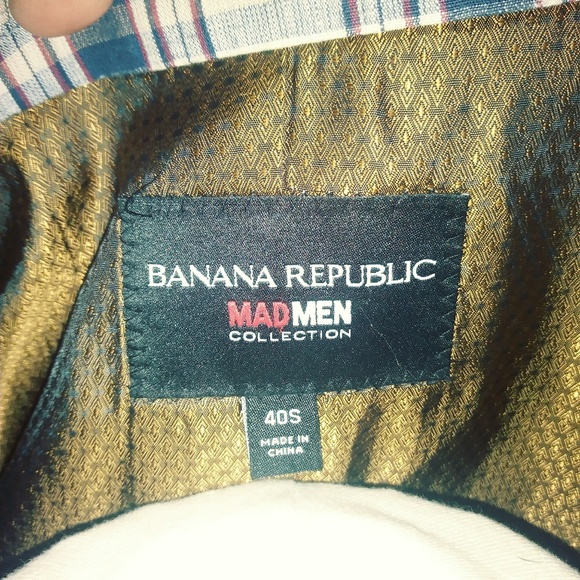 BANANA REPUBLIC
MADMEN
COLLECTION
40S
MADE IN
CHINA